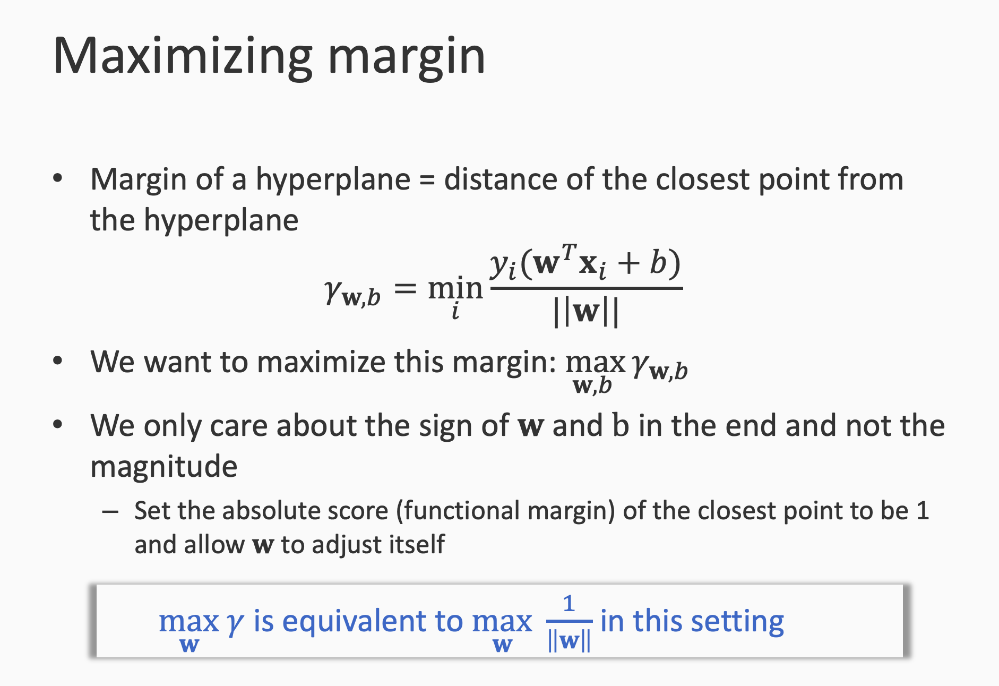 Maximizing margin
• Margin of a hyperplane = distance of the closest point from
the hyperplane
$\gamma_{\mathbf{w},b} = \min_{i} \frac{y_i(\mathbf{w}^T\mathbf{x}_i + b)}{||\mathbf{w}||}$
• We want to maximize this margin: $\max_{\mathbf{w},b} \gamma_{\mathbf{w},b}$
• We only care about the sign of $\mathbf{w}$ and b in the end and not the
magnitude
– Set the absolute score (functional margin) of the closest point to be 1
and allow $\mathbf{w}$ to adjust itself
$\max_{\mathbf{w}} \gamma$ is equivalent to $\max_{\mathbf{w}} \frac{1}{||\mathbf{w}||}$ in this setting